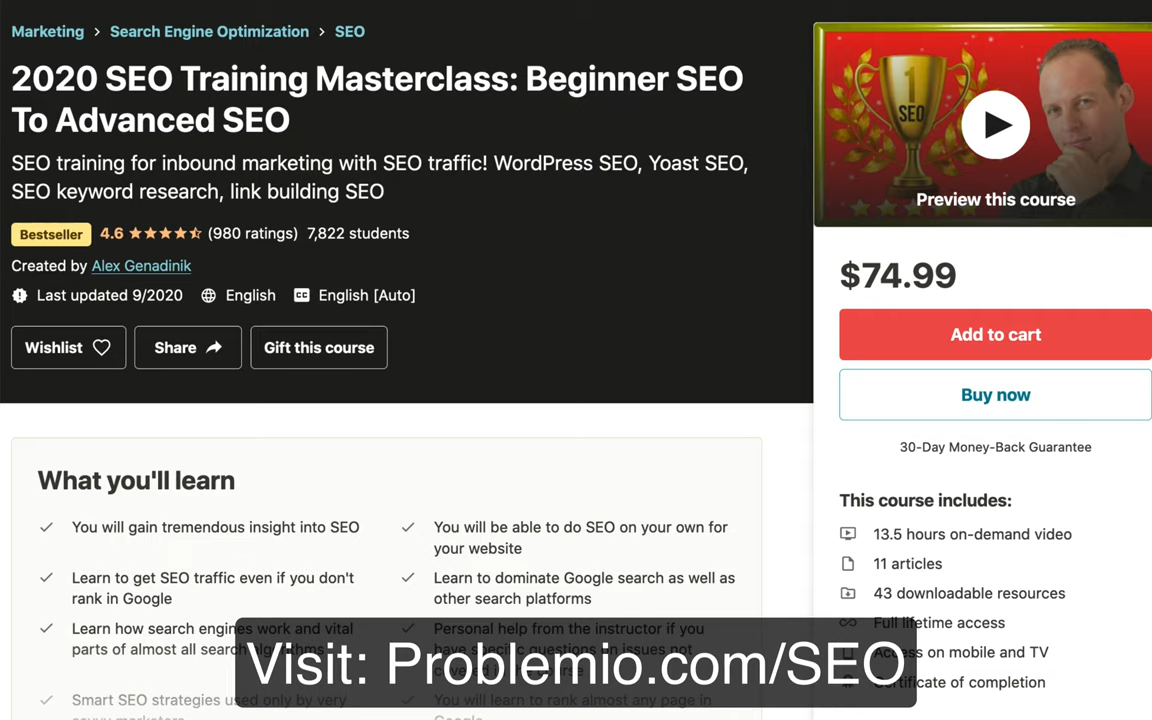 Marketing > Search Engine Optimization > SEO
2020 SEO Training Masterclass: Beginner SEO
To Advanced SEO
SEO training for inbound marketing with SEO traffic! WordPress SEO, Yoast SEO,
SEO keyword research, link building SEO
Bestseller 4.6 (980 ratings) 7,822 students
Created by Alex Genadinik
Last updated 9/2020 English CC English [Auto]
Wishlist Share Gift this course
1
SEO
Preview this course
$74.99
Add to cart
Buy now
30-Day Money-Back Guarantee
This course includes:
13.5 hours on-demand video
11 articles
43 downloadable resources
Full lifetime access
Access on mobile and TV
Certificate of completion
What you'll learn
You will gain tremendous insight into SEO
You will be able to do SEO on your own for
your website
Learn to get SEO traffic even if you don't
rank in Google
Learn to dominate Google search as well as
other search platforms
Learn how search engines work and vital
parts of almost all search algorithms
Personal help from the instructor if you
have specific questions on issues not
Smart SEO strategies used only by very
savvy marketers
You will learn to rank almost any page in
Google
Visit: Problemio.com/SEO